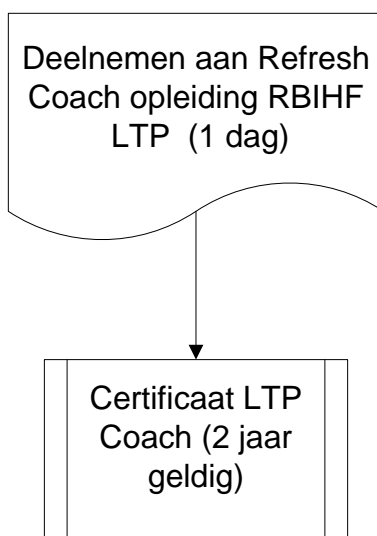 Deelnemen aan Refresh
Coach opleiding RBIHF
LTP (1 dag)
Certificaat LTP
Coach (2 jaar
geldig)